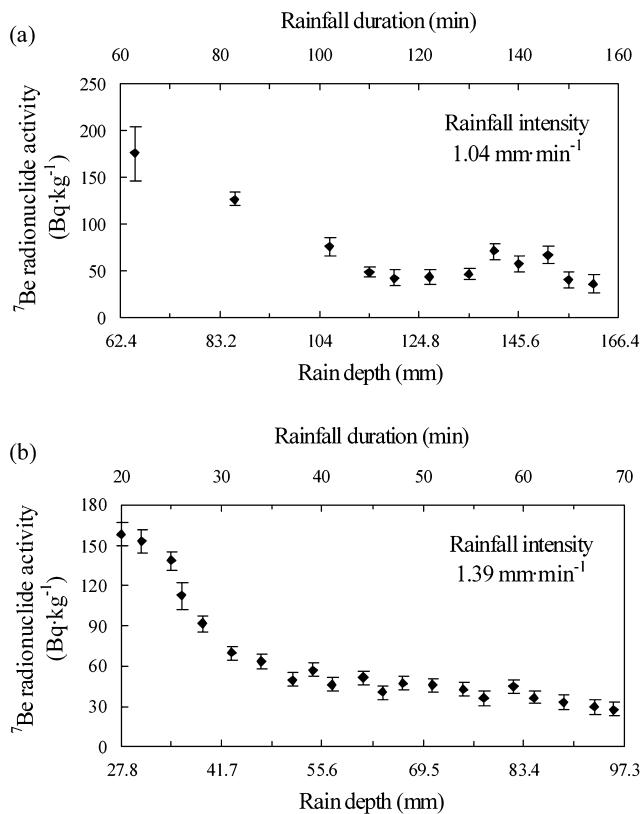 (a)
Rainfall duration (min)
60 80 100 120 140 160
250
200
150
100
50
0
⁷Be radionuclide activity
(Bq·kg⁻¹)
Rainfall intensity
1.04 mm·min⁻¹
62.4 83.2 104 124.8 145.6 166.4
Rain depth (mm)
(b)
Rainfall duration (min)
20 30 40 50 60 70
180
150
120
90
60
30
0
⁷Be radionuclide activity
(Bq·kg⁻¹)
Rainfall intensity
1.39 mm·min⁻¹
27.8 41.7 55.6 69.5 83.4 97.3
Rain depth (mm)